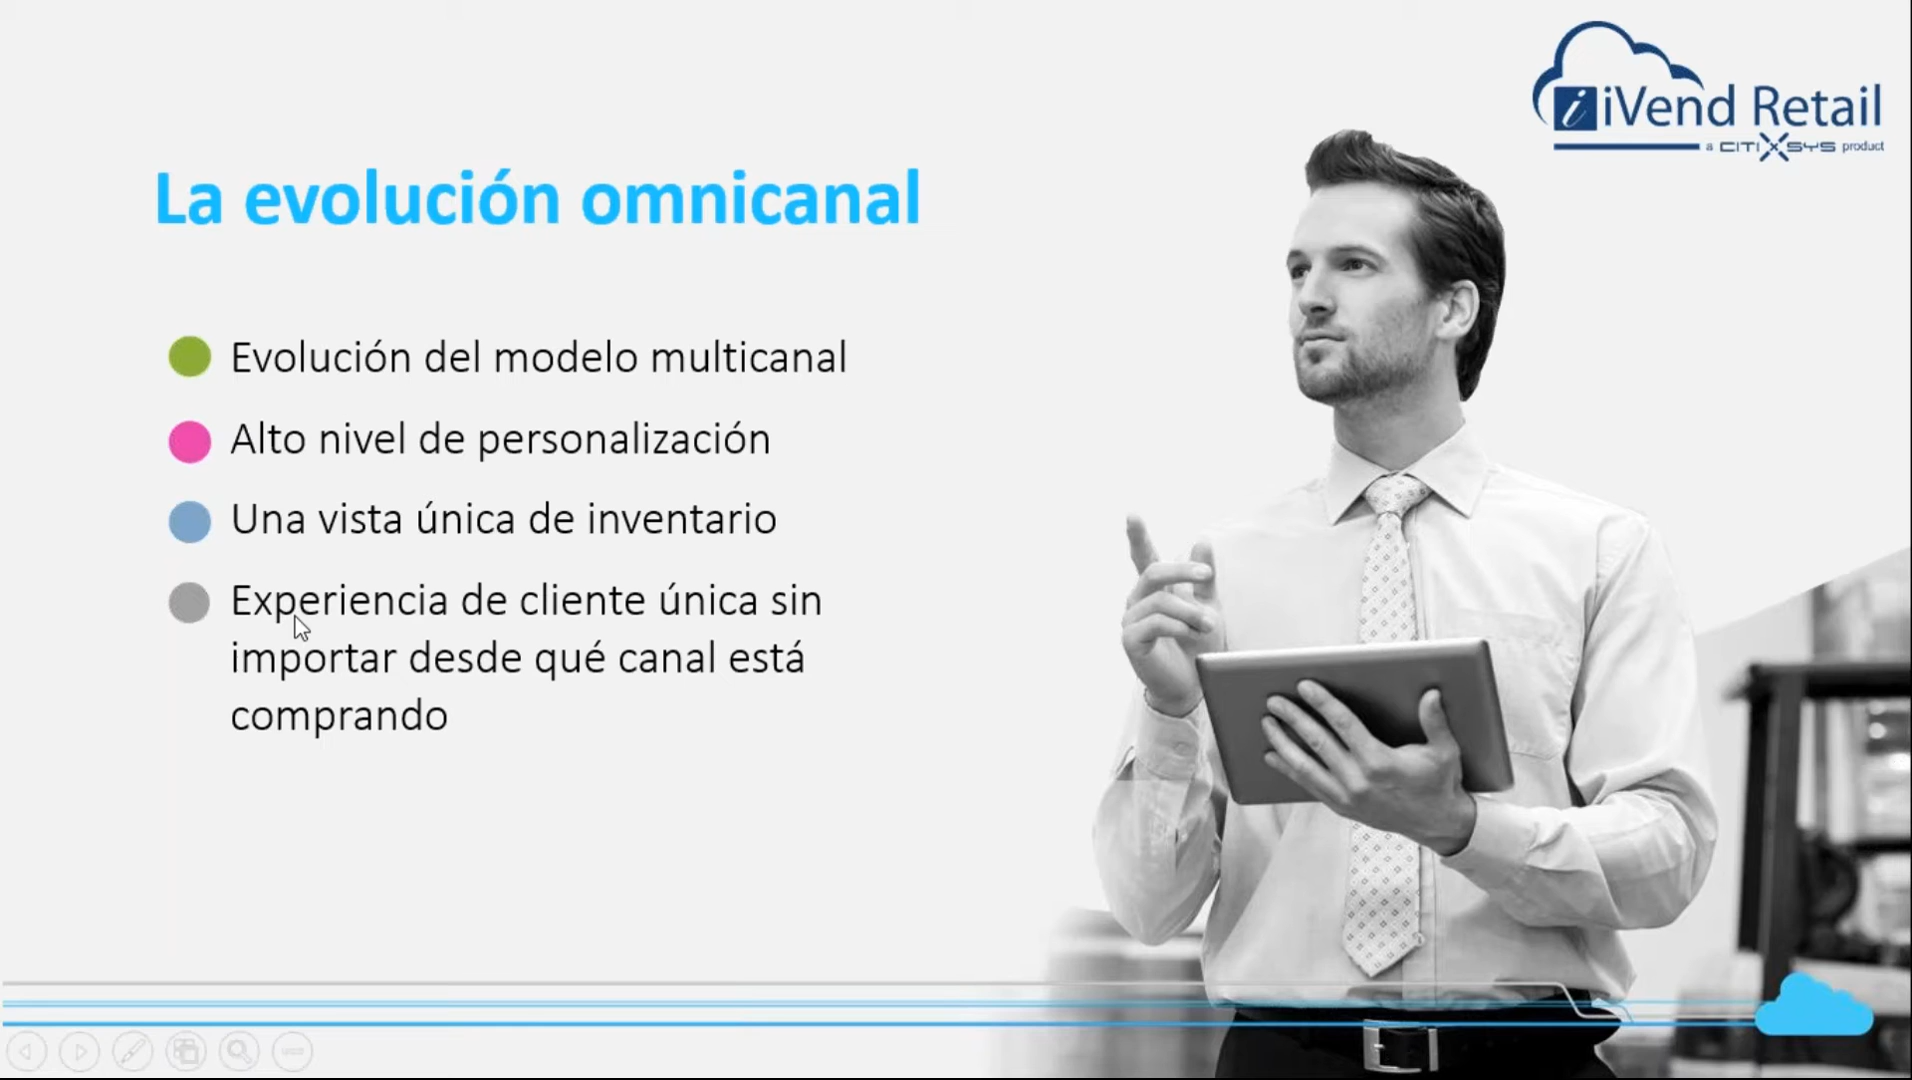 iVend Retail
a CITIXSYS product
La evolución omnicanal
Evolución del modelo multicanal
Alto nivel de personalización
Una vista única de inventario
Experiencia de cliente única sin
importar desde qué canal está
comprando